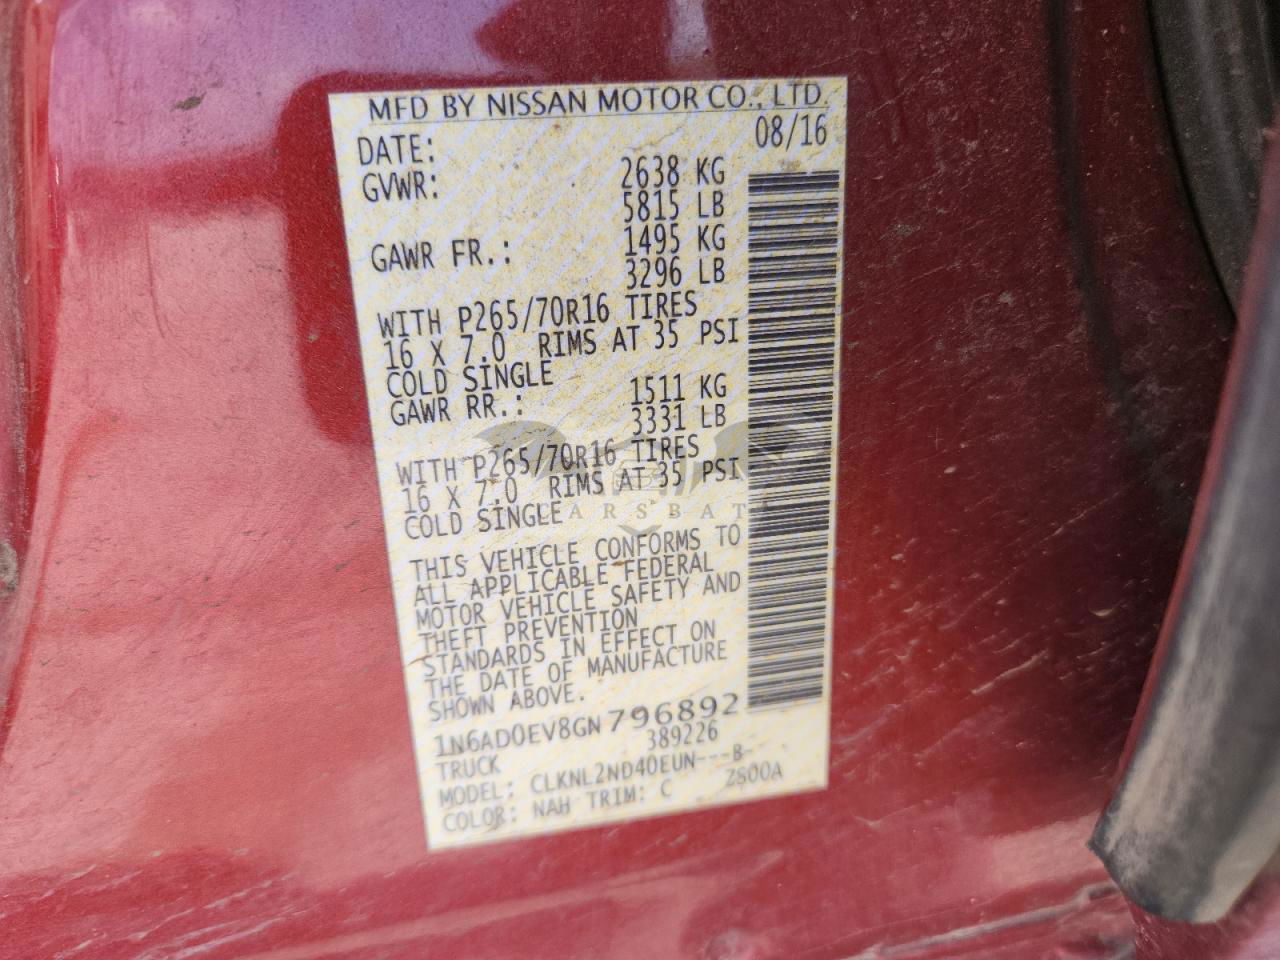 MFD BY NISSAN MOTOR CO., LTD.
DATE: 08/16
GVWR: 2638 KG
5815 LB
GAWR FR.: 1495 KG
3296 LB
WITH P265/70R16 TIRES
16 X 7.0 RIMS AT 35 PSI
COLD SINGLE
GAWR RR.: 1511 KG
3331 LB
WITH P265/70R16 TIRES
16 X 7.0 RIMS AT 35 PSI
COLD SINGLE
THIS VEHICLE CONFORMS TO
ALL APPLICABLE FEDERAL
MOTOR VEHICLE SAFETY AND
THEFT PREVENTION
STANDARDS IN EFFECT ON
THE DATE OF MANUFACTURE
SHOWN ABOVE.
1N6AD0EV8GN796892
TRUCK 389226
MODEL: CLKNL2ND40EUN---B-
COLOR: NAH TRIM: C ZS00A